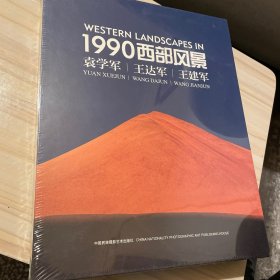 WESTERN LANDSCAPES IN
1990西部风景
袁学军｜王达军｜王建军
YUAN XUEJUN | WANG DAJUN | WANG JIANJUN
中国民族摄影艺术出版社 CHINA NATIONALITY PHOTOGRAPHIC ART PUBLISHING HOUSE